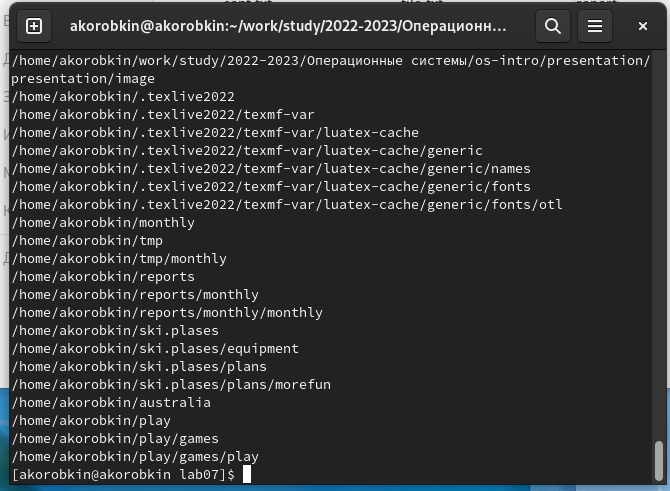 akorobkin@akorobkin:~/work/study/2022-2023/Операционн...
/home/akorobkin/work/study/2022-2023/Операционные системы/os-intro/presentation/
presentation/image
/home/akorobkin/.texlive2022
/home/akorobkin/.texlive2022/texmf-var
/home/akorobkin/.texlive2022/texmf-var/luatex-cache
/home/akorobkin/.texlive2022/texmf-var/luatex-cache/generic
/home/akorobkin/.texlive2022/texmf-var/luatex-cache/generic/names
/home/akorobkin/.texlive2022/texmf-var/luatex-cache/generic/fonts
/home/akorobkin/.texlive2022/texmf-var/luatex-cache/generic/fonts/otl
/home/akorobkin/monthly
/home/akorobkin/tmp
/home/akorobkin/tmp/monthly
/home/akorobkin/reports
/home/akorobkin/reports/monthly
/home/akorobkin/reports/monthly/monthly
/home/akorobkin/ski.plases
/home/akorobkin/ski.plases/equipment
/home/akorobkin/ski.plases/plans
/home/akorobkin/ski.plases/plans/morefun
/home/akorobkin/australia
/home/akorobkin/play
/home/akorobkin/play/games
/home/akorobkin/play/games/play
[akorobkin@akorobkin lab07]$